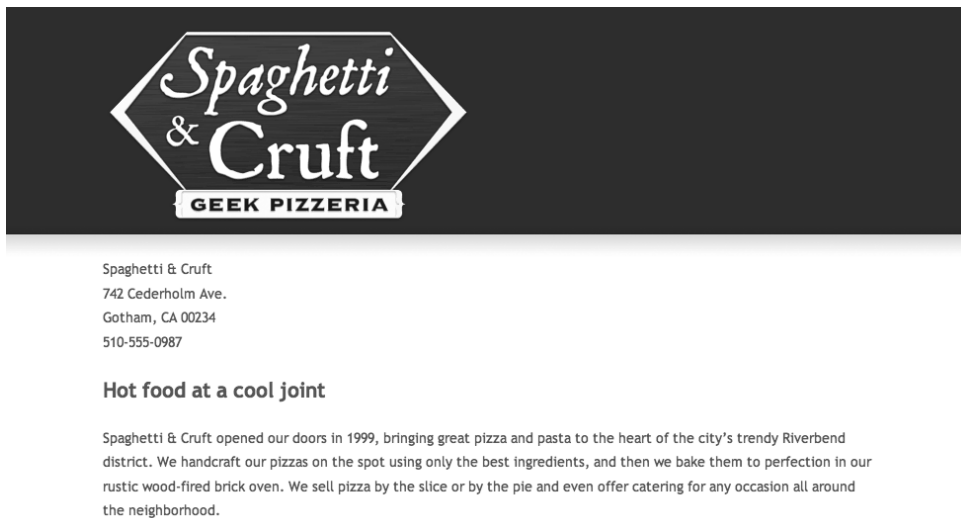 Spaghetti
& Cruft
GEEK PIZZERIA
Spaghetti & Cruft
742 Cederholm Ave.
Gotham, CA 00234
510-555-0987
Hot food at a cool joint
Spaghetti & Cruft opened our doors in 1999, bringing great pizza and pasta to the heart of the city’s trendy Riverbend
district. We handcraft our pizzas on the spot using only the best ingredients, and then we bake them to perfection in our
rustic wood-fired brick oven. We sell pizza by the slice or by the pie and even offer catering for any occasion all around
the neighborhood.